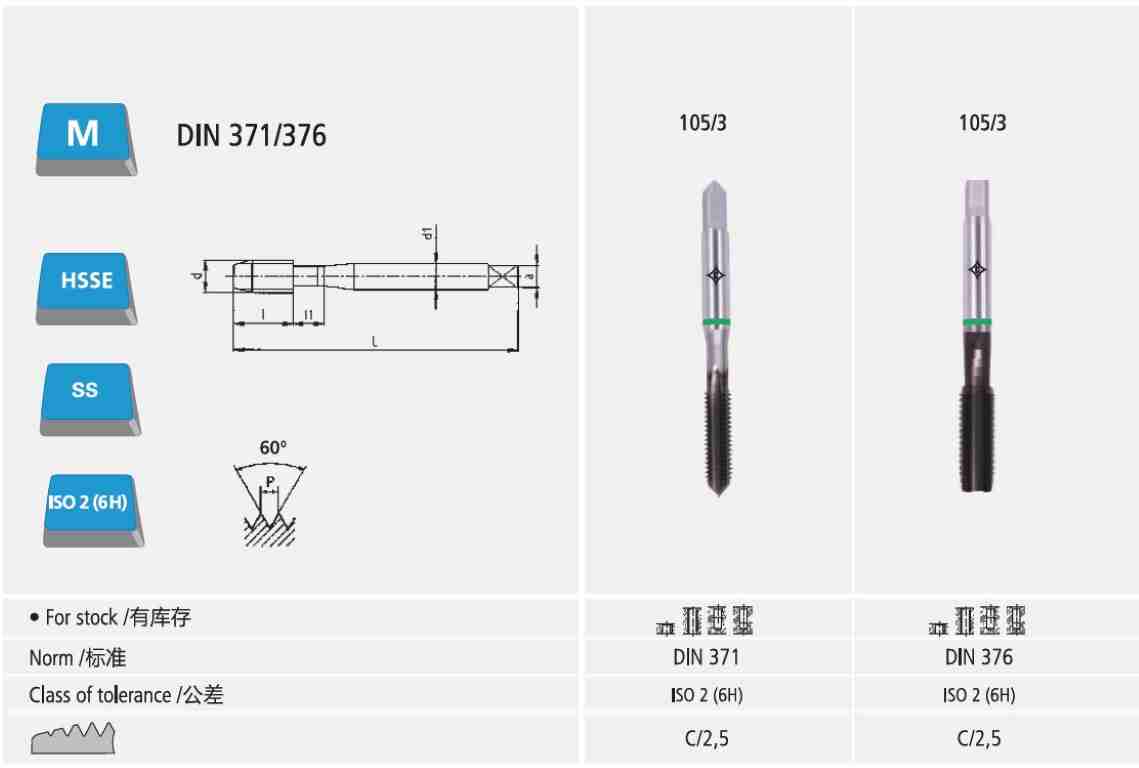 105/3
105/3
M
DIN 371/376
d1
d
a
HSSE
l
l1
L
SS
60°
P
ISO 2 (6H)
• For stock /有库存
Norm /标准
DIN 371
DIN 376
Class of tolerance /公差
ISO 2 (6H)
ISO 2 (6H)
C/2,5
C/2,5